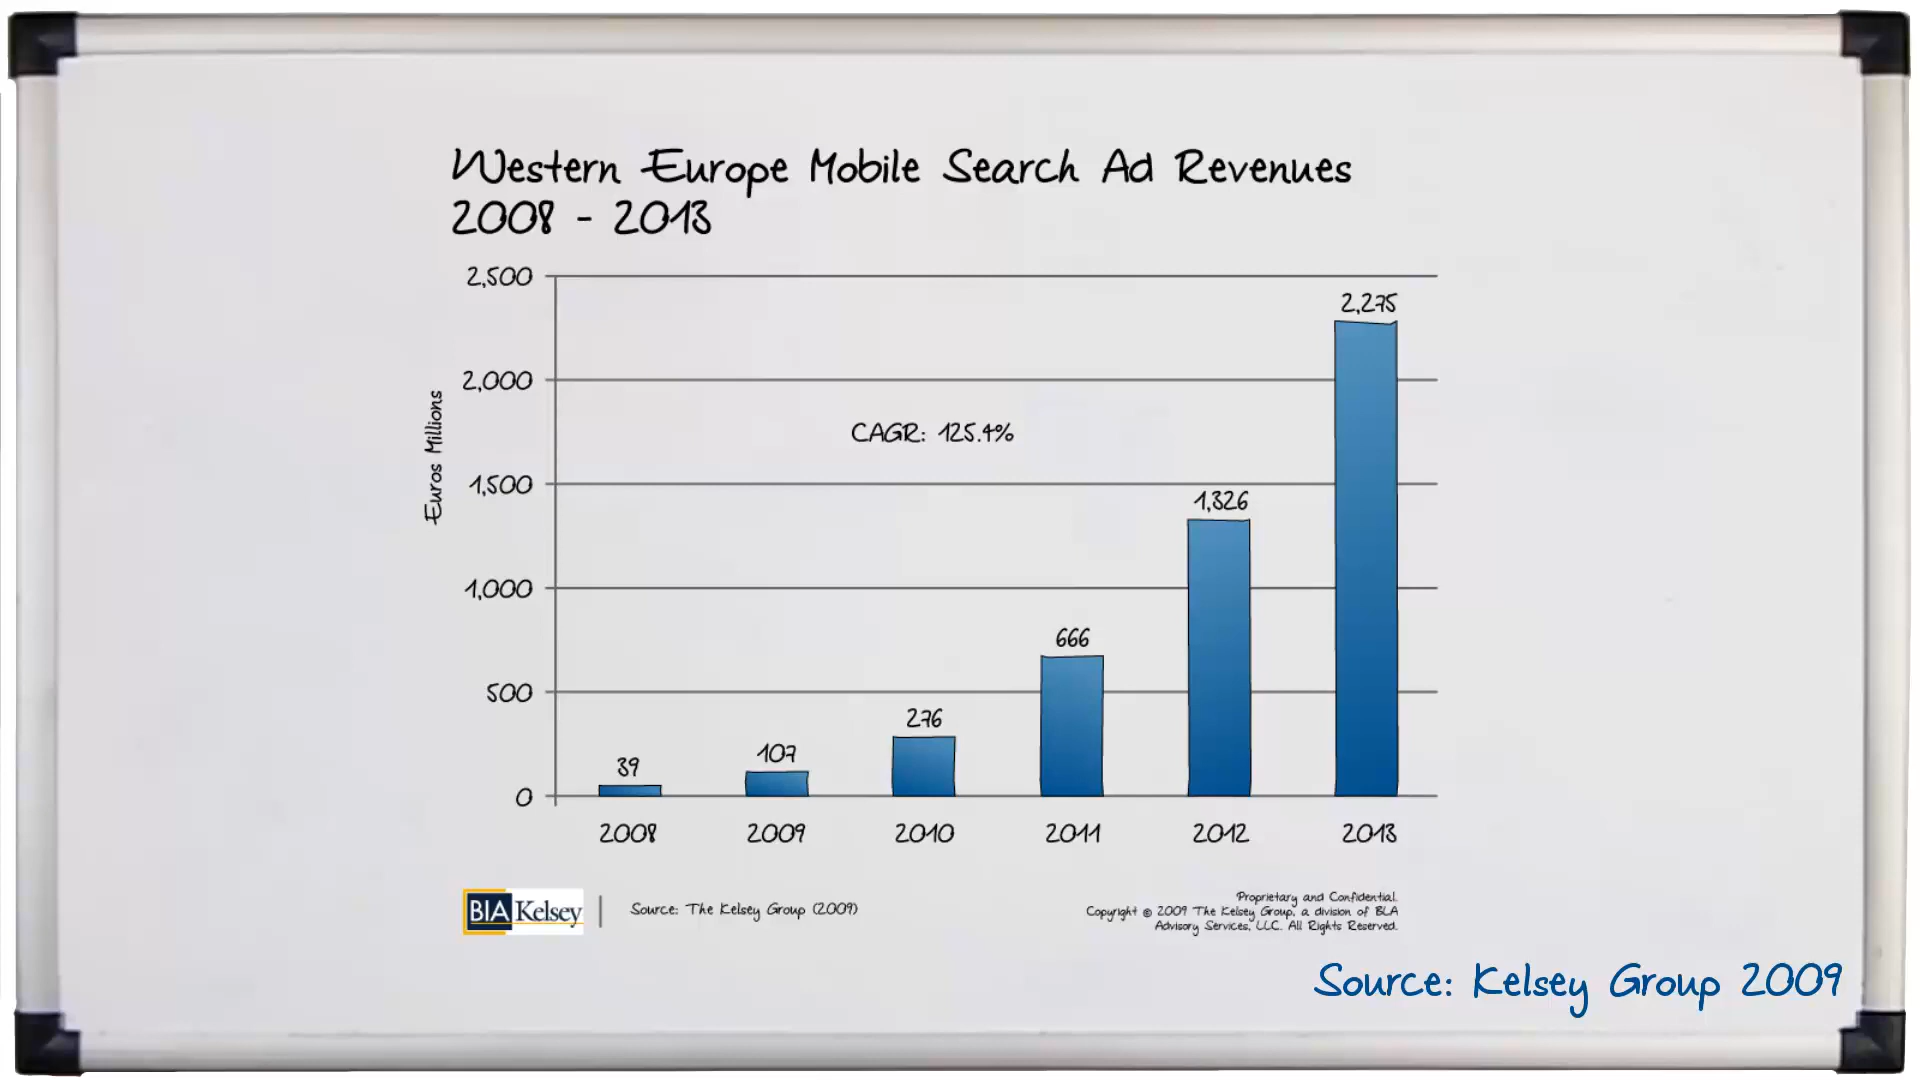 Western Europe Mobile Search Ad Revenues
2008 - 2013
2,500
2,000
1,500
1,000
500
0
Euros Millions
CAGR: 125.4%
39
107
276
666
1,326
2,275
2008 2009 2010 2011 2012 2013
BIA Kelsey
Source: The Kelsey Group (2009)
Proprietary and Confidential.
Copyright © 2009 The Kelsey Group, a division of BLA
Advisory Services, LLC. All Rights Reserved.
Source: Kelsey Group 2009